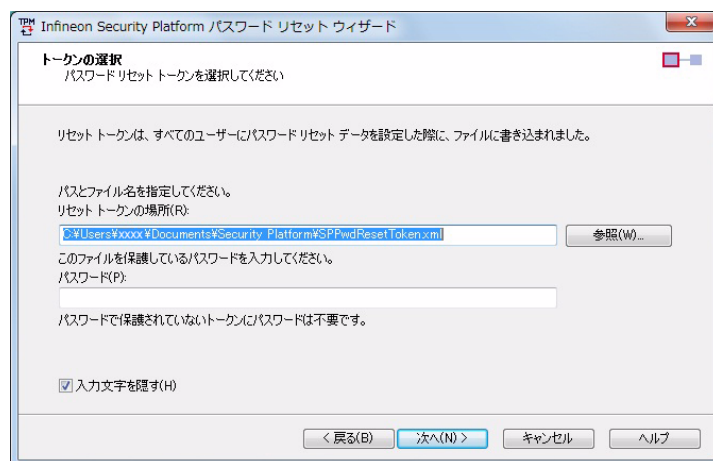 TPM Infineon Security Platform パスワード リセット ウィザード
トークンの選択
パスワード リセット トークンを選択してください
リセット トークンは、すべてのユーザーにパスワード リセット データを設定した際に、ファイルに書き込まれました。
パスとファイル名を指定してください。
リセット トークンの場所(R):
C:¥Users¥xxxx¥Documents¥Security Platform¥SPPwdResetToken.xml
参照(W)...
このファイルを保護しているパスワードを入力してください。
パスワード(P):
パスワードで保護されていないトークンにパスワードは不要です。
入力文字を隠す(H)
< 戻る(B) 次へ(N) > キャンセル ヘルプ